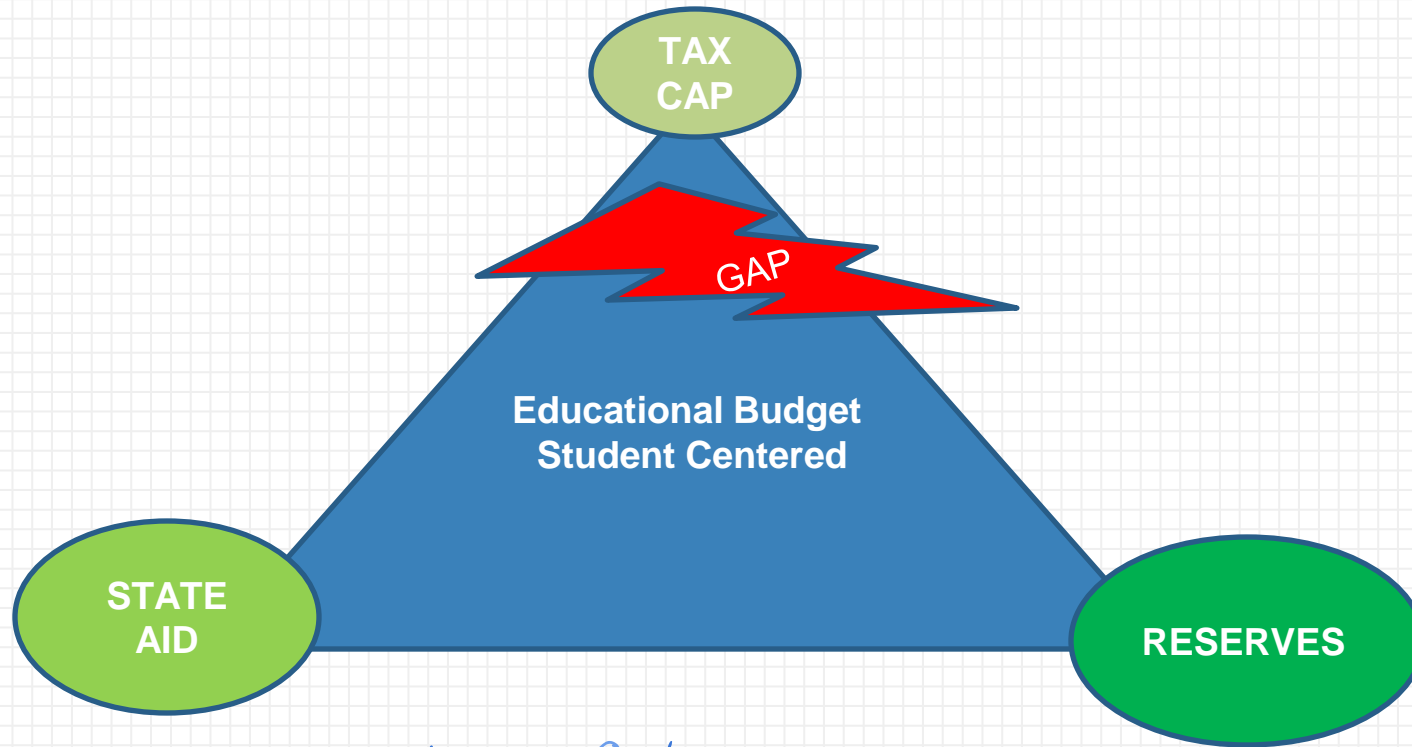 TAX
CAP
GAP
Educational Budget
Student Centered
STATE
AID
RESERVES